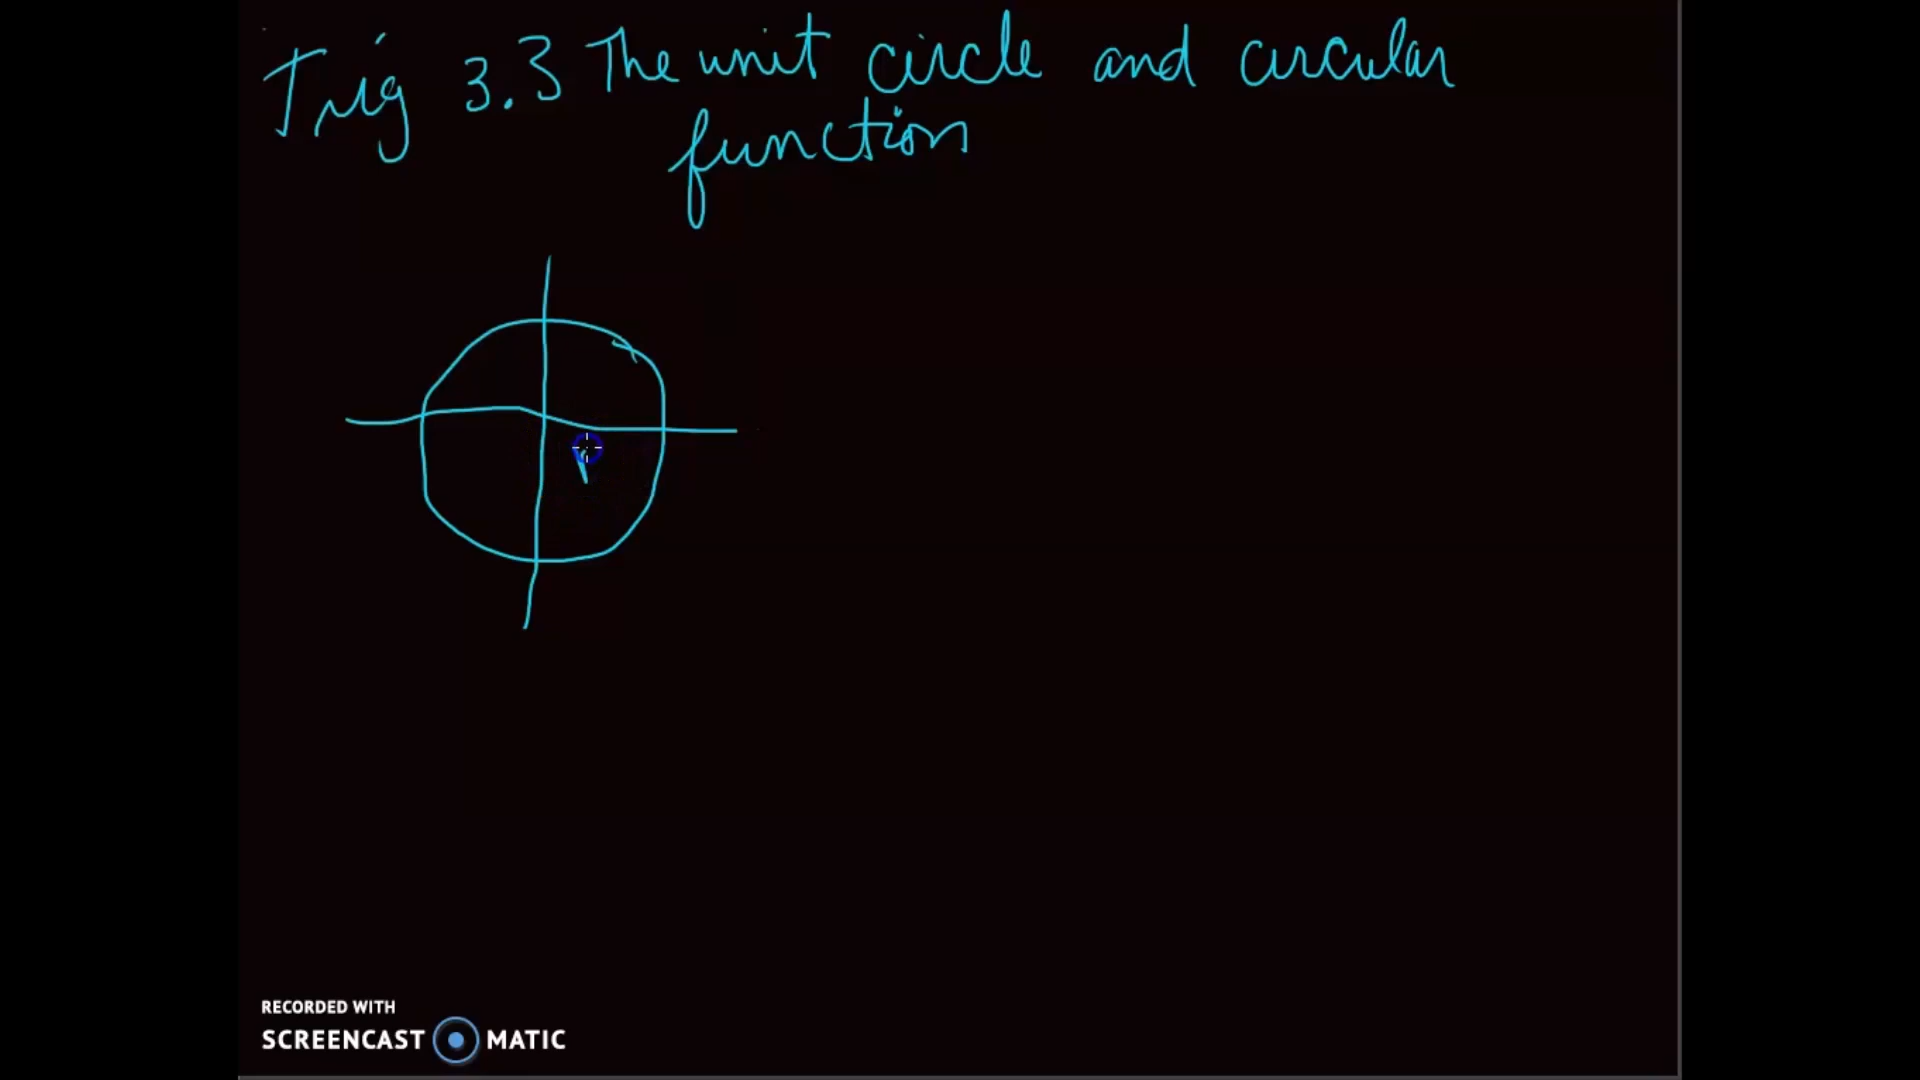 Trig 3.3 The unit circle and circular
function
RECORDED WITH
SCREENCAST MATIC